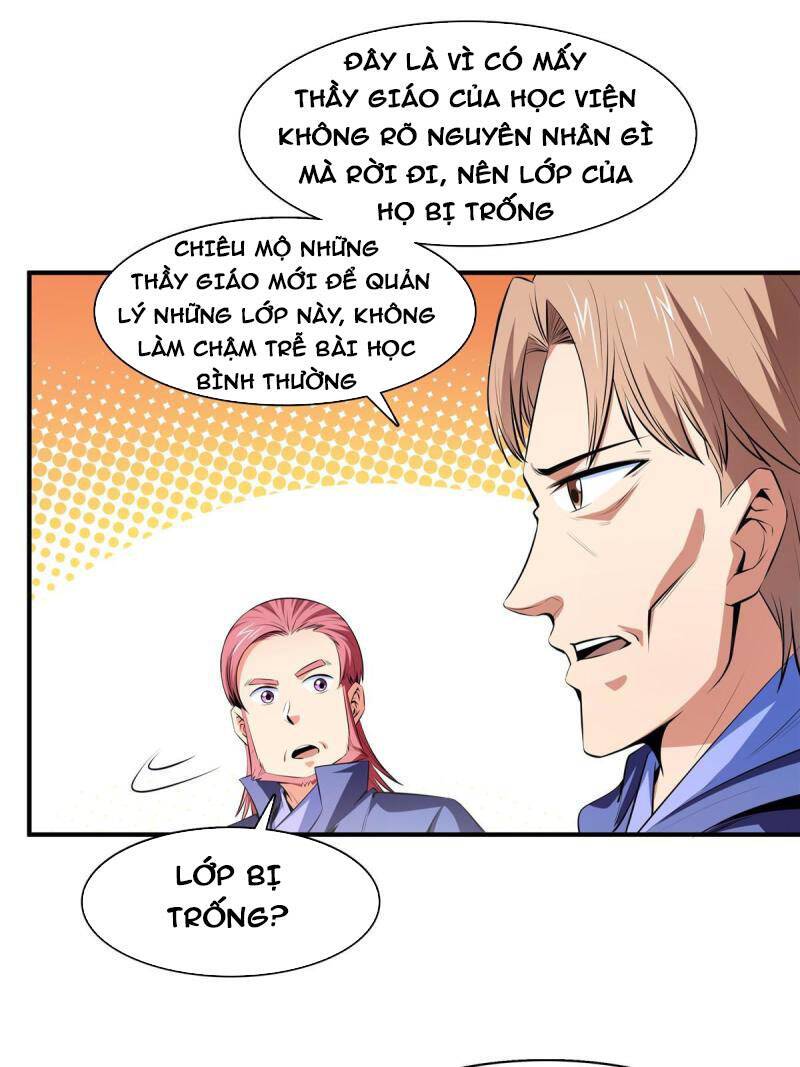 ĐÂY LÀ VÌ CÓ MẤY
THẦY GIÁO CỦA HỌC VIỆN
KHÔNG RÕ NGUYÊN NHÂN GÌ
MÀ RỜI ĐI, NÊN LỚP CỦA
HỌ BỊ TRỐNG
CHIÊU MỘ NHỮNG
THẦY GIÁO MỚI ĐỂ QUẢN
LÝ NHỮNG LỚP NÀY, KHÔNG
LÀM CHẬM TRỄ BÀI HỌC
BÌNH THƯỜNG
LỚP BỊ
TRỐNG?